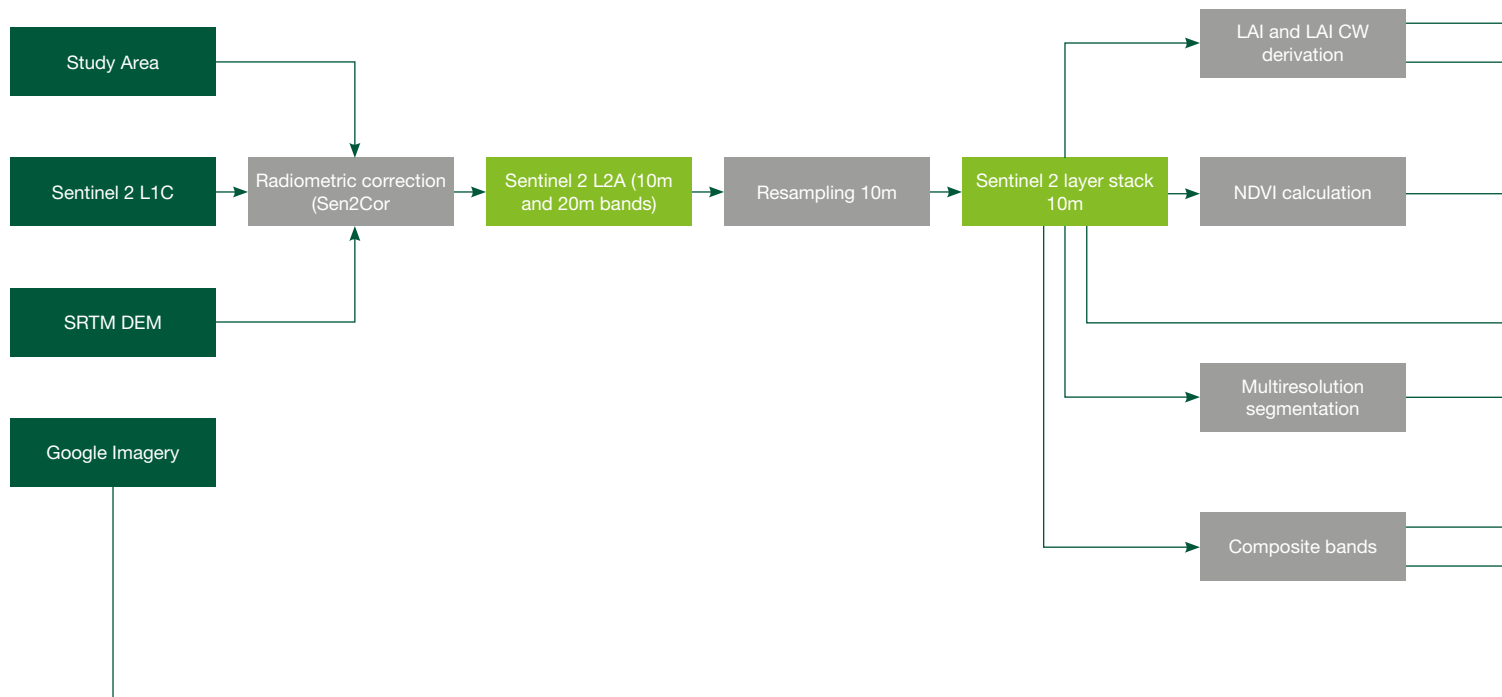 Study Area
Sentinel 2 L1C
SRTM DEM
Google Imagery
Radiometric correction
(Sen2Cor
Sentinel 2 L2A (10m
and 20m bands)
Resampling 10m
Sentinel 2 layer stack
10m
LAI and LAI CW
derivation
NDVI calculation
Multiresolution
segmentation
Composite bands